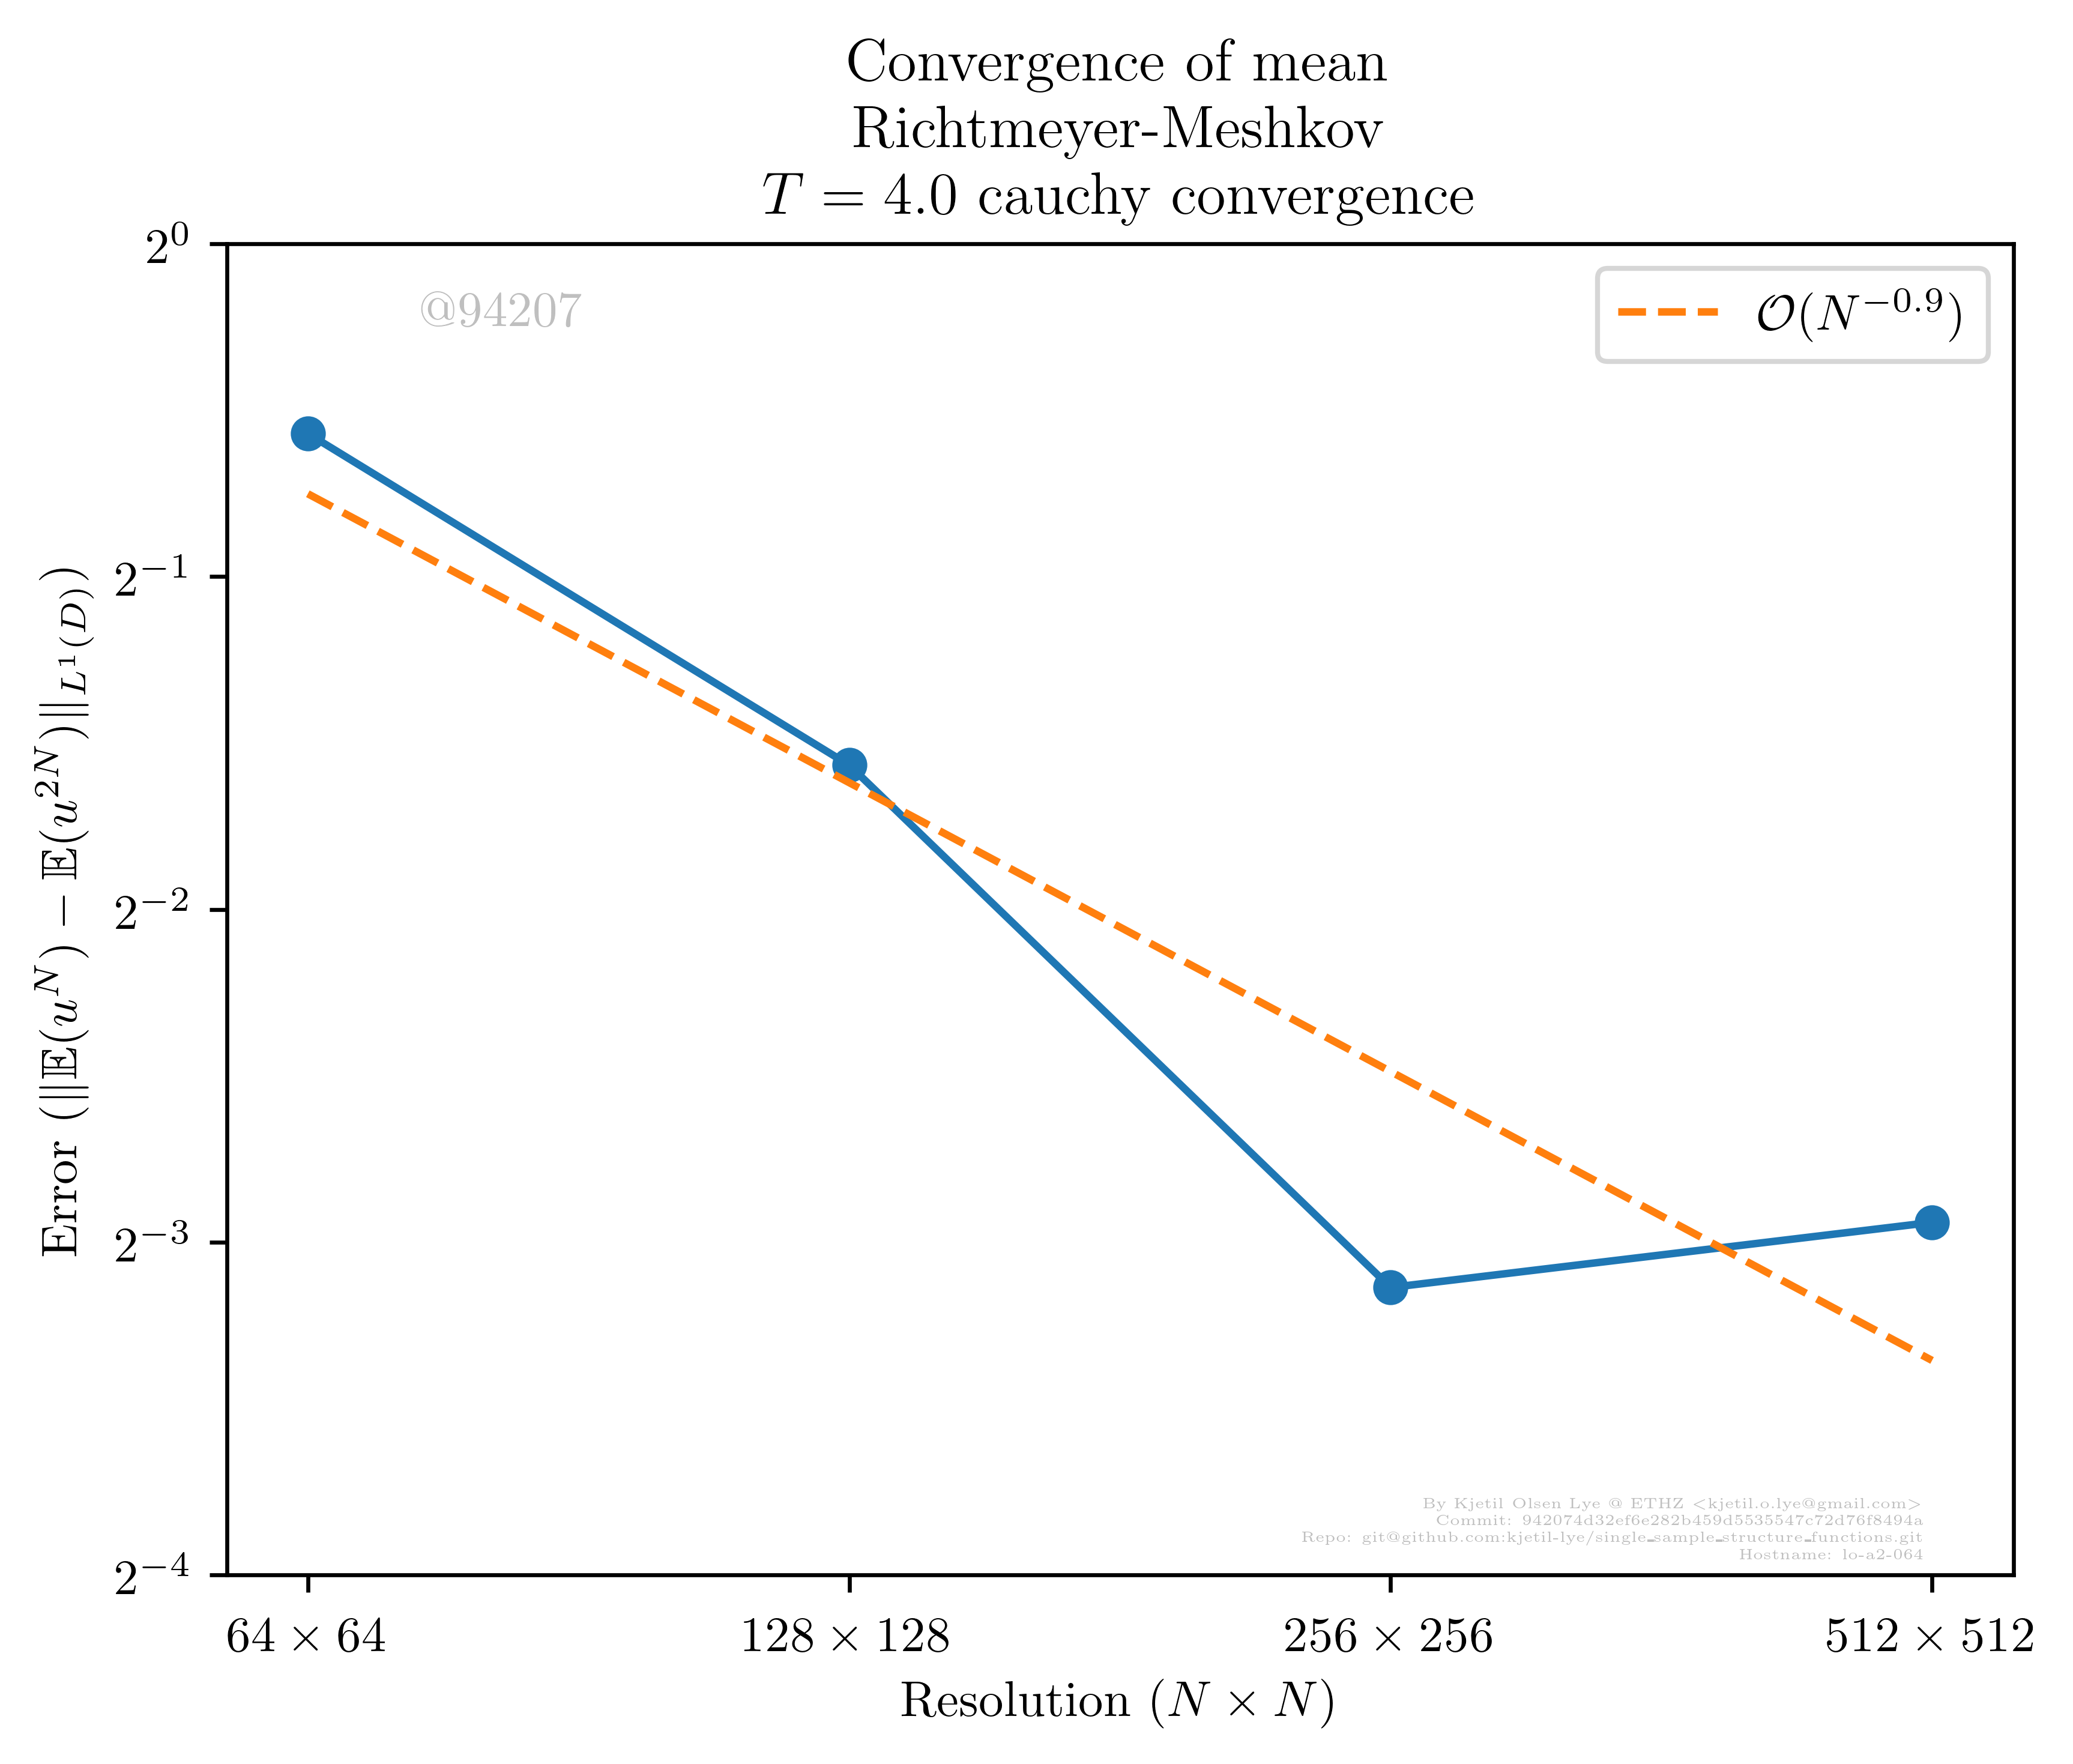 Convergence of mean
Richtmeyer-Meshkov
T = 4.0 cauchy convergence
2^0
@94207
O(N^{-0.9})
2^{-1}
2^{-2}
2^{-3}
2^{-4}
Error (||𝔼(u^N) − 𝔼(u^{2N})||_{L^1(D)})
By Kjetil Olsen Lye @ ETHZ <kjetil.o.lye@gmail.com>
Commit: 942074d32ef6e282b459d5535547c72d76f8494a
Repo: git@github.com:kjetil-lye/single_sample_structure_functions.git
Hostname: lo-a2-064
64 × 64 128 × 128 256 × 256 512 × 512
Resolution (N × N)